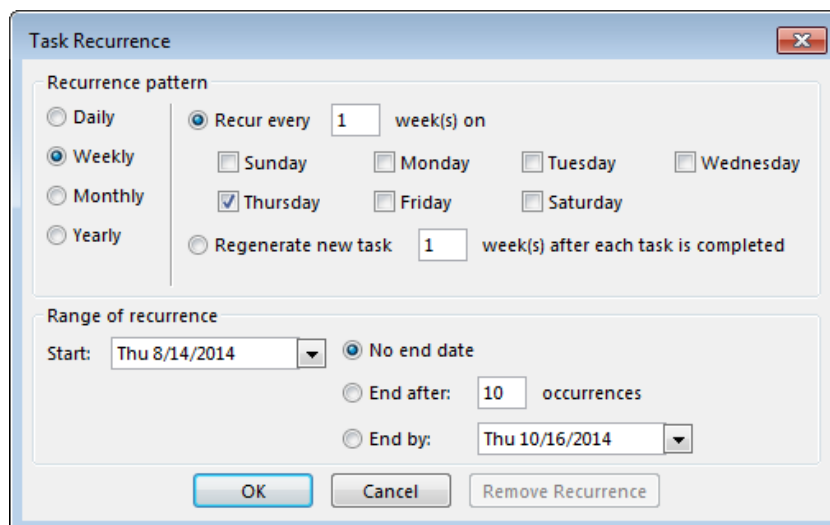 Task Recurrence
Recurrence pattern
Daily
Recur every 1 week(s) on
Weekly
Sunday Monday Tuesday Wednesday
Monthly
Thursday Friday Saturday
Yearly
Regenerate new task 1 week(s) after each task is completed
Range of recurrence
Start: Thu 8/14/2014
No end date
End after: 10 occurrences
End by: Thu 10/16/2014
OK Cancel Remove Recurrence